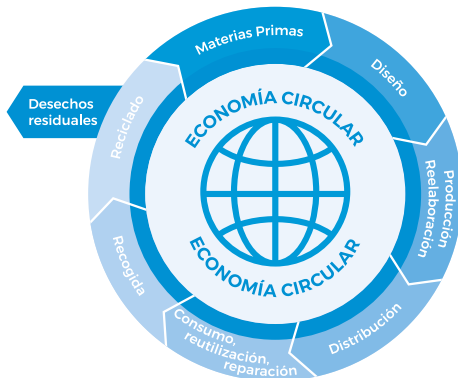 Materias Primas
Diseño
Producción
Reelaboración
Distribución
Consumo,
reutilización,
reparación
Recogida
Reciclado
Desechos
residuales
ECONOMÍA CIRCULAR
ECONOMÍA CIRCULAR